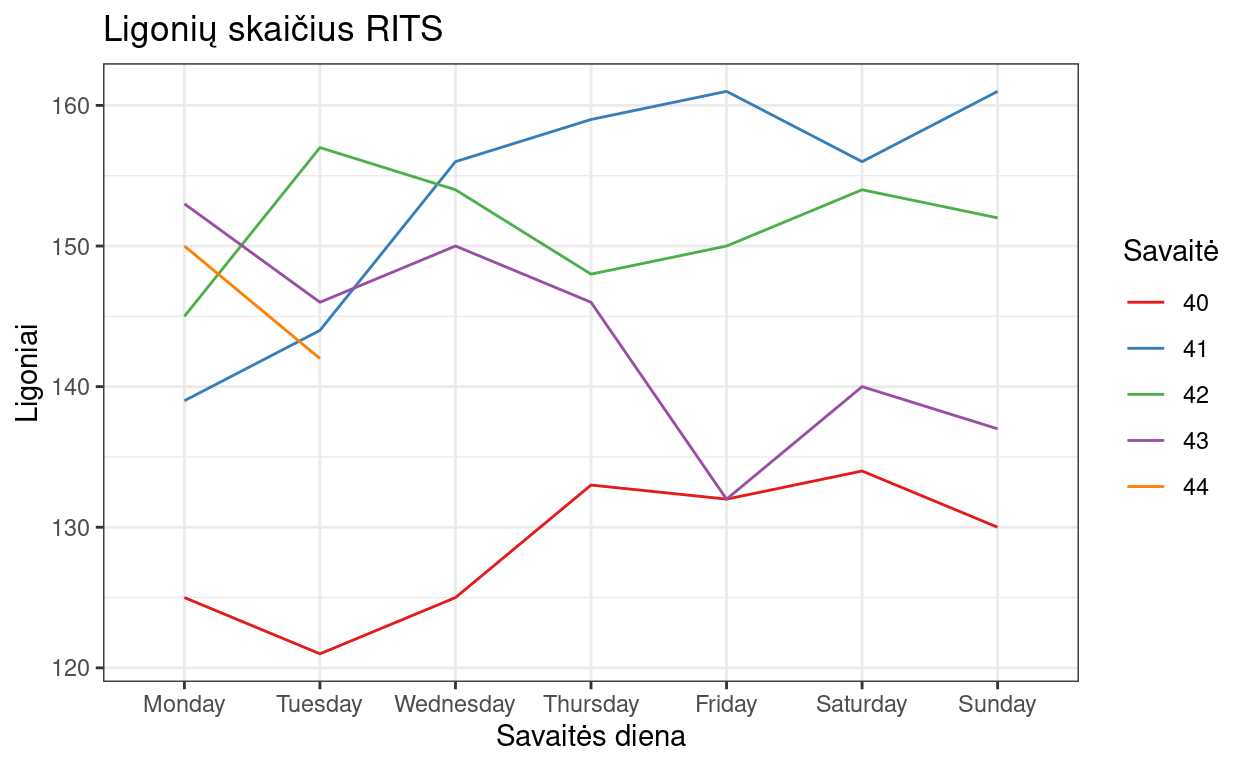 Ligonių skaičius RITS
Ligoniai
160
150
140
130
120
Monday Tuesday Wednesday Thursday Friday Saturday Sunday
Savaitės diena
Savaitė
40
41
42
43
44